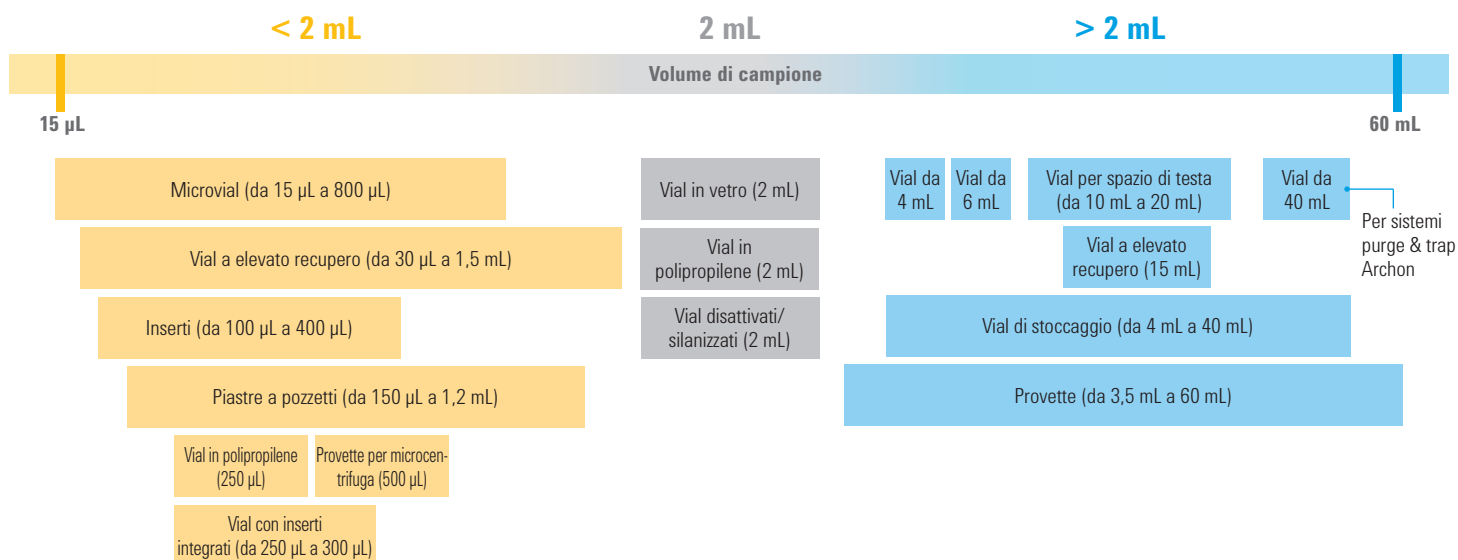 < 2 mL
2 mL
> 2 mL
Volume di campione
15 µL
60 mL
Microvial (da 15 µL a 800 µL)
Vial a elevato recupero (da 30 µL a 1,5 mL)
Inserti (da 100 µL a 400 µL)
Piastre a pozzetti (da 150 µL a 1,2 mL)
Vial in polipropilene
(250 µL)
Provette per microcen-
trifuga (500 µL)
Vial con inserti
integrati (da 250 µL a 300 µL)
Vial in vetro (2 mL)
Vial in
polipropilene (2 mL)
Vial disattivati/
silanizzati (2 mL)
Vial da
4 mL
Vial da
6 mL
Vial per spazio di testa
(da 10 mL a 20 mL)
Vial da
40 mL
Per sistemi
purge & trap
Archon
Vial a elevato
recupero (15 mL)
Vial di stoccaggio (da 4 mL a 40 mL)
Provette (da 3,5 mL a 60 mL)